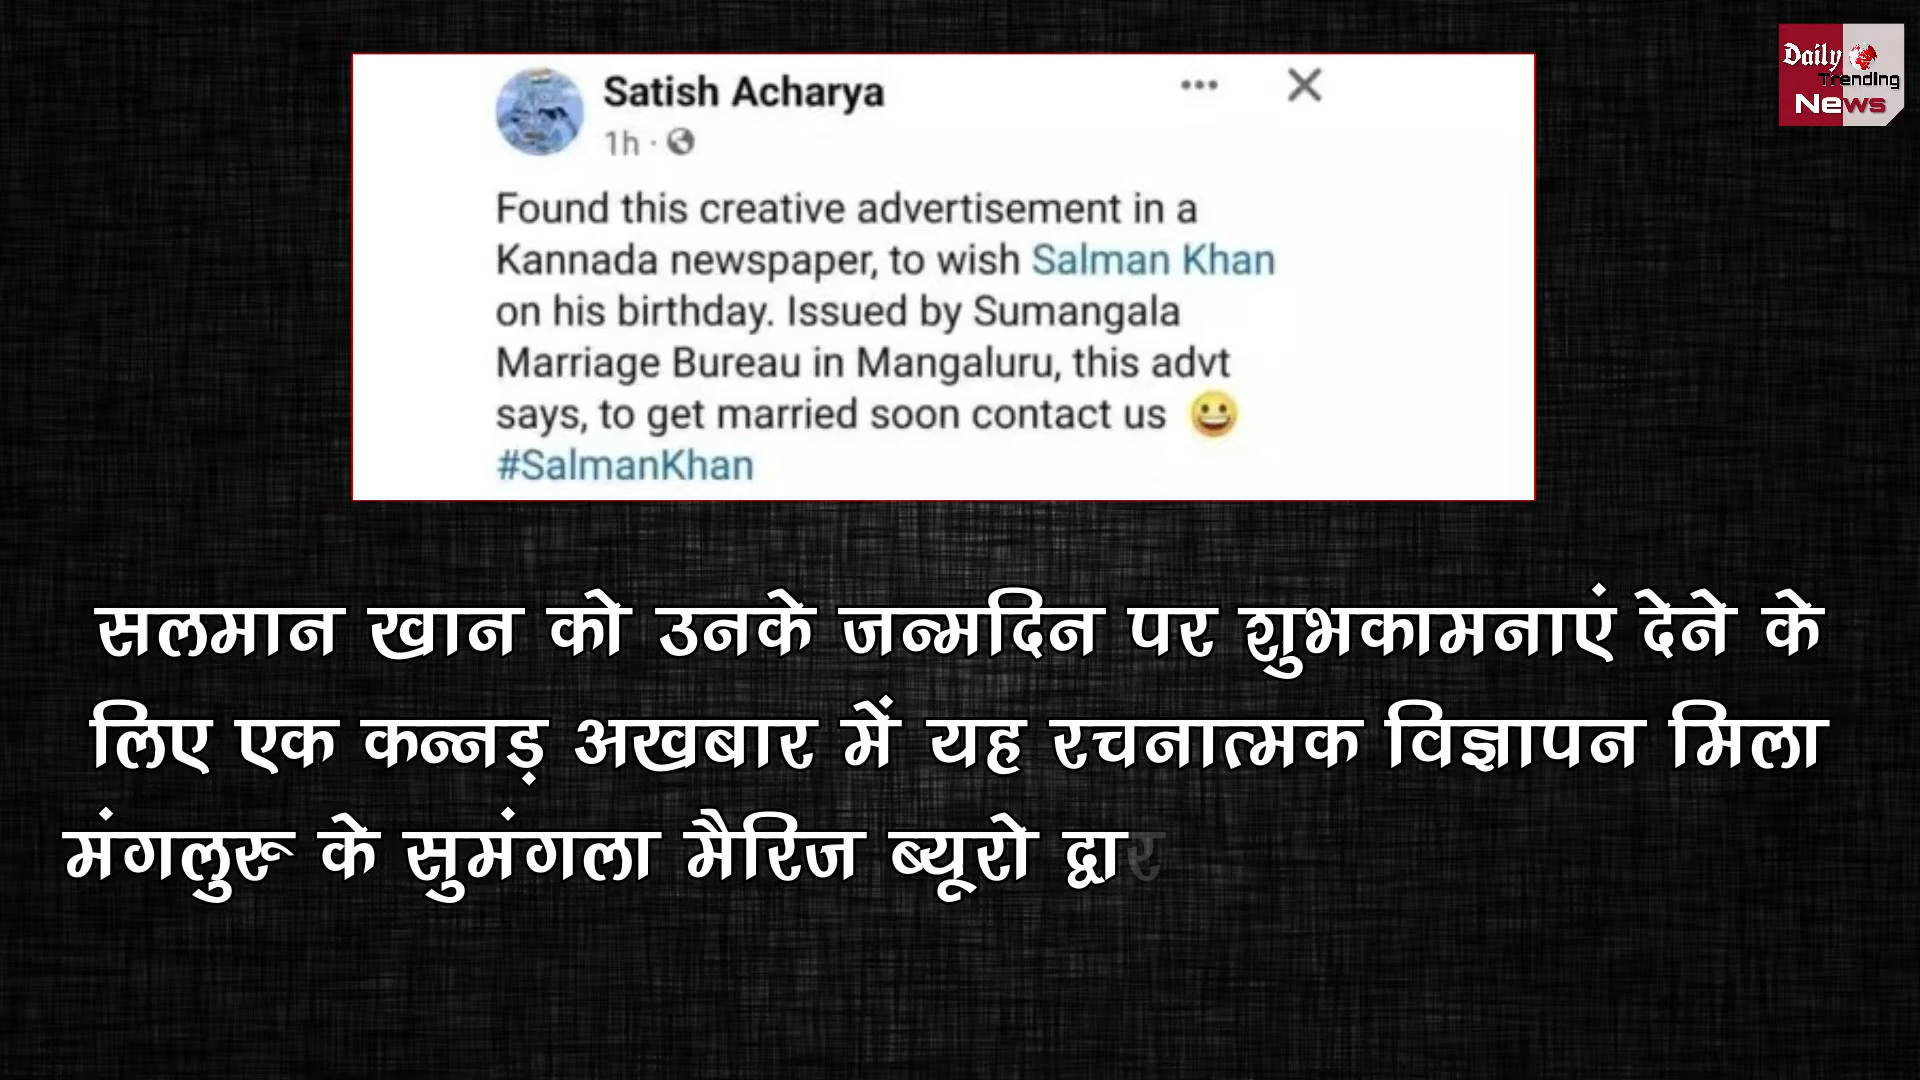 Daily
Trending
News
Satish Acharya
1h ·
Found this creative advertisement in a
Kannada newspaper, to wish Salman Khan
on his birthday. Issued by Sumangala
Marriage Bureau in Mangaluru, this advt
says, to get married soon contact us 😀
#SalmanKhan
सलमान खान को उनके जन्मदिन पर शुभकामनाएं देने के
लिए एक कन्नड़ अखबार में यह रचनात्मक विज्ञापन मिला
मंगलुरू के सुमंगला मैरिज ब्यूरो द्वार